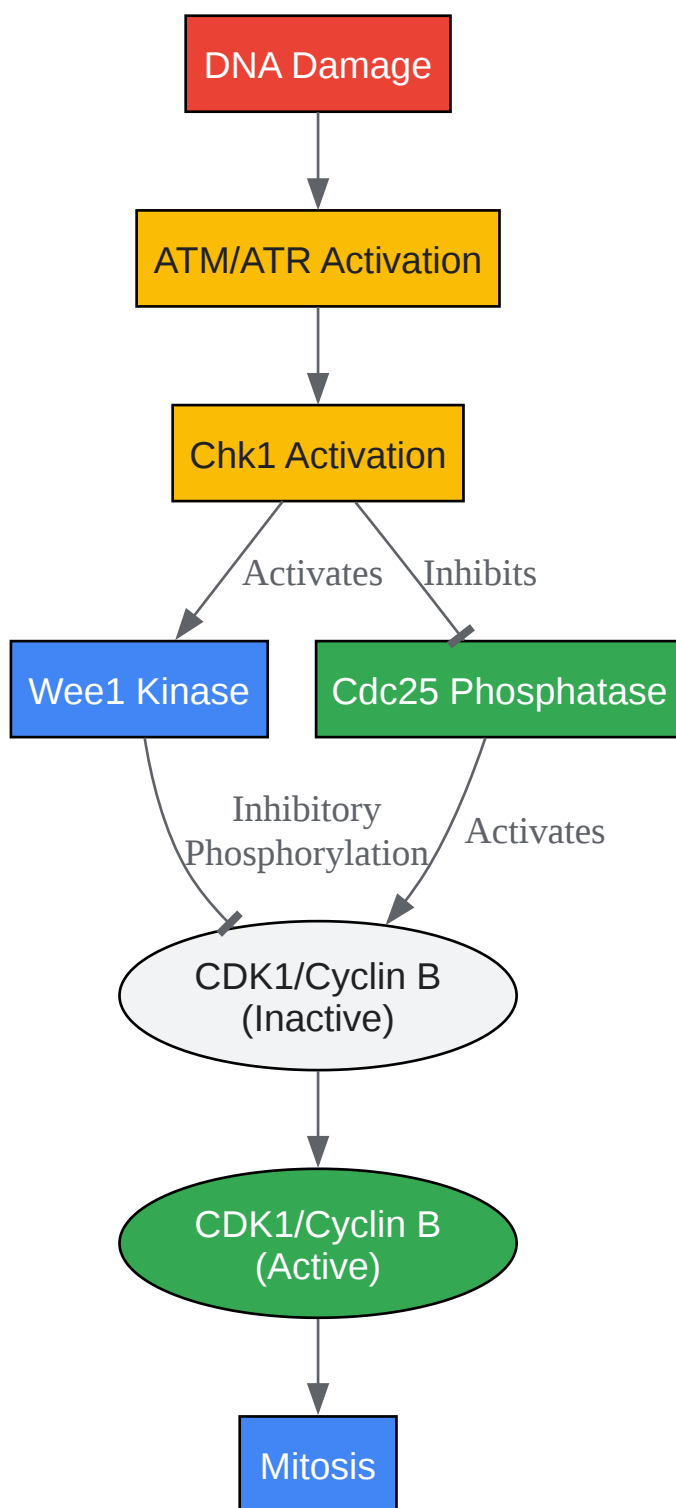 DNA Damage
ATM/ATR Activation
Chk1 Activation
Activates
Inhibits
Wee1 Kinase
Cdc25 Phosphatase
Inhibitory
Phosphorylation
Activates
CDK1/Cyclin B
(Inactive)
CDK1/Cyclin B
(Active)
Mitosis